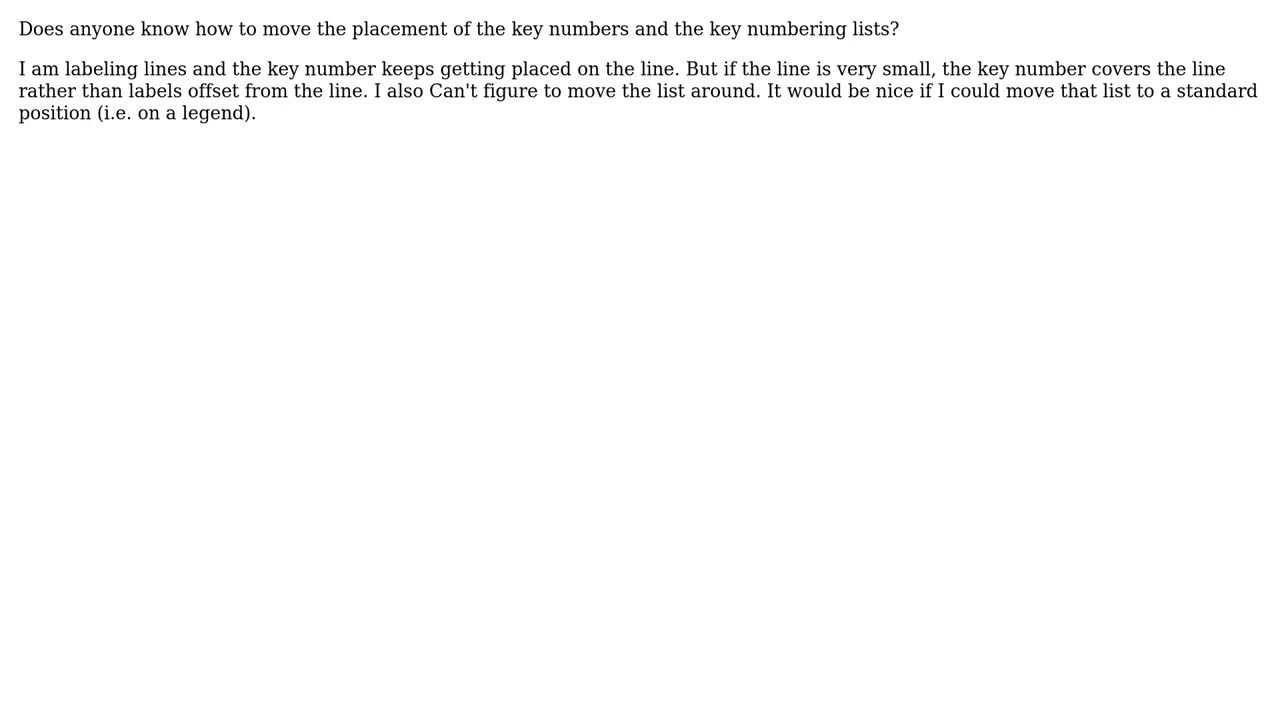 Does anyone know how to move the placement of the key numbers and the key numbering lists?
I am labeling lines and the key number keeps getting placed on the line. But if the line is very small, the key number covers the line
rather than labels offset from the line. I also Can't figure to move the list around. It would be nice if I could move that list to a standard
position (i.e. on a legend).